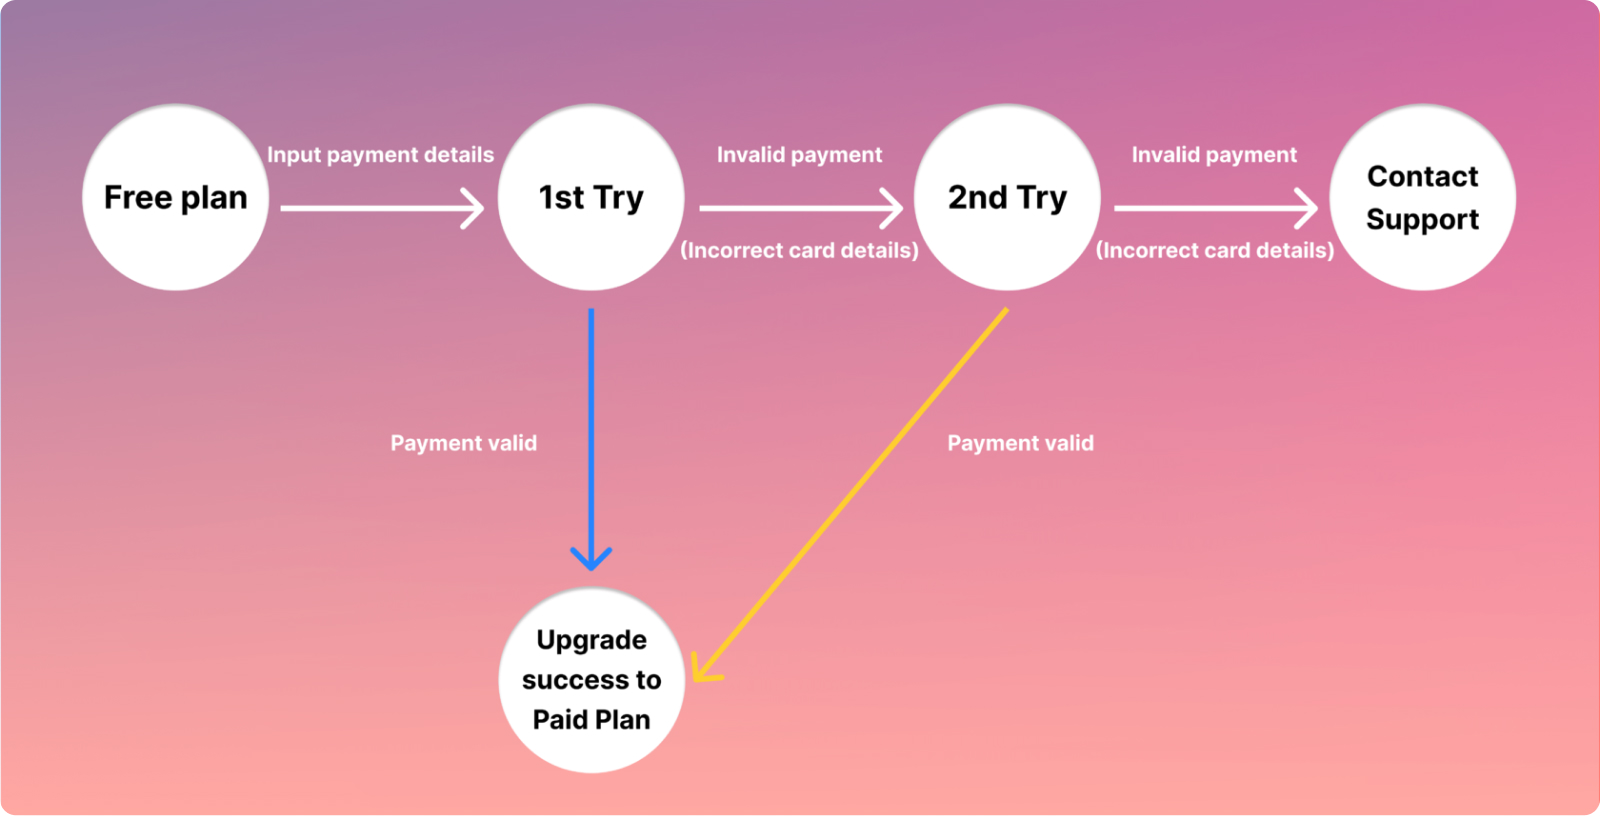 Free plan
Input payment details
1st Try
Invalid payment
(Incorrect card details)
2nd Try
Invalid payment
(Incorrect card details)
Contact
Support
Payment valid
Payment valid
Upgrade
success to
Paid Plan